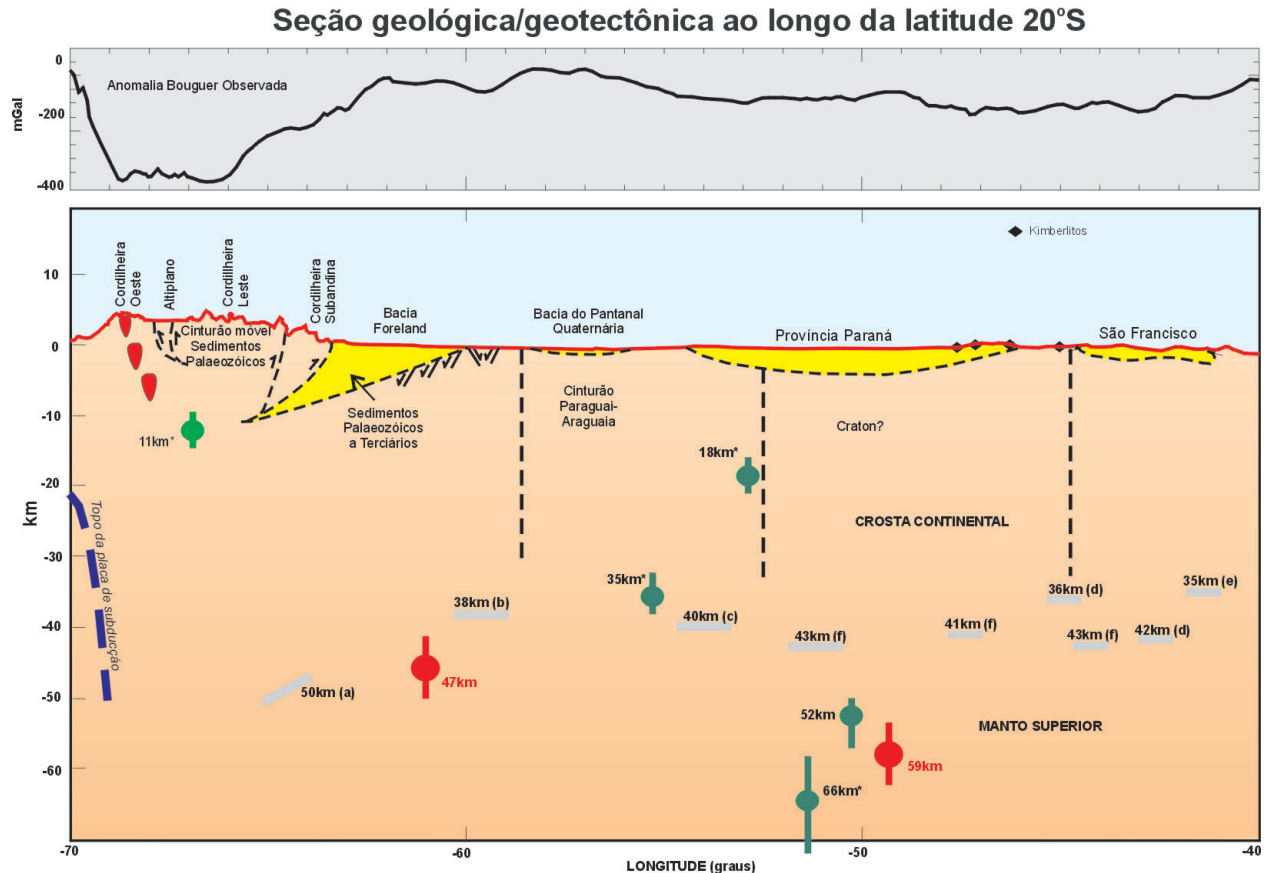 Seção geológica/geotectônica ao longo da latitude 20°S
0
Anomalia Bouguer Observada
mGal
-200
-400
Kimberlitos
Cordilheira
Oeste
Altiplano
Cordilheira
Leste
Cordilheira
Subandina
10
Bacia
Foreland
Bacia do Pantanal
Quaternária
Província Paraná
São Francisco
0
Cinturão móvel
Sedimentos
Palaeozóicos
Sedimentos
Palaeozóicos
a Terciários
Cinturão
Paraguai-
Araguaia
Craton?
-10
11km*
18km*
-20
km
Topo da placa de subducção
CROSTA CONTINENTAL
-30
35km*
38km (b)
36km (d)
35km (e)
-40
40km (c)
43km (f)
41km (f)
43km (f)
42km (d)
47km
-50
50km (a)
52km
MANTO SUPERIOR
59km
-60
66km*
-70
-60
-50
-40
LONGITUDE (graus)